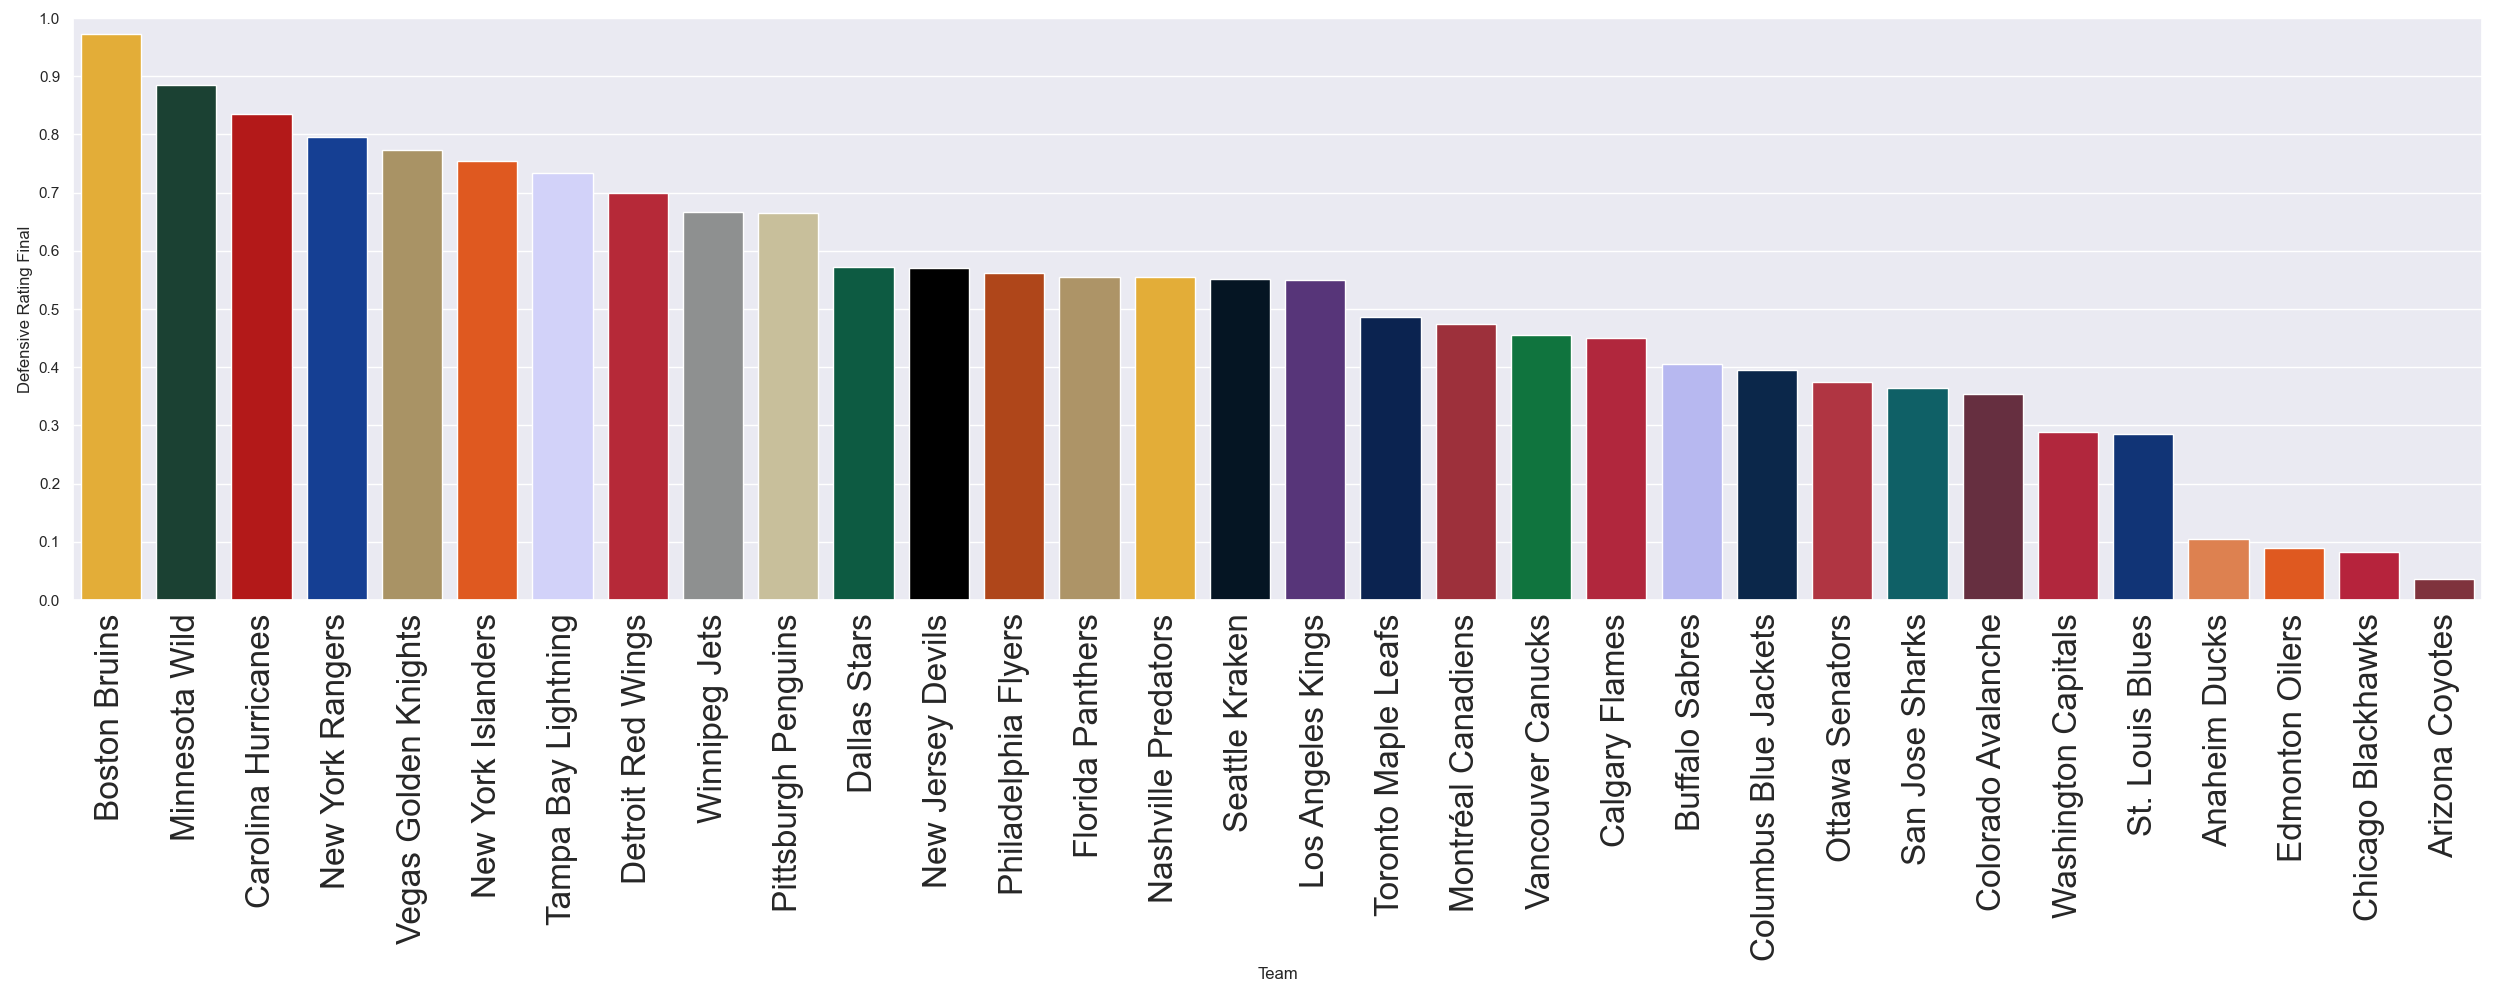 1.0
0.9
0.8
0.7
0.6
0.5
0.4
0.3
0.2
0.1
0.0
Defensive Rating Final
Boston Bruins
Minnesota Wild
Carolina Hurricanes
New York Rangers
Vegas Golden Knights
New York Islanders
Tampa Bay Lightning
Detroit Red Wings
Winnipeg Jets
Pittsburgh Penguins
Dallas Stars
New Jersey Devils
Philadelphia Flyers
Florida Panthers
Nashville Predators
Seattle Kraken
Los Angeles Kings
Toronto Maple Leafs
Montréal Canadiens
Vancouver Canucks
Calgary Flames
Buffalo Sabres
Columbus Blue Jackets
Ottawa Senators
San Jose Sharks
Colorado Avalanche
Washington Capitals
St. Louis Blues
Anaheim Ducks
Edmonton Oilers
Chicago Blackhawks
Arizona Coyotes
Team